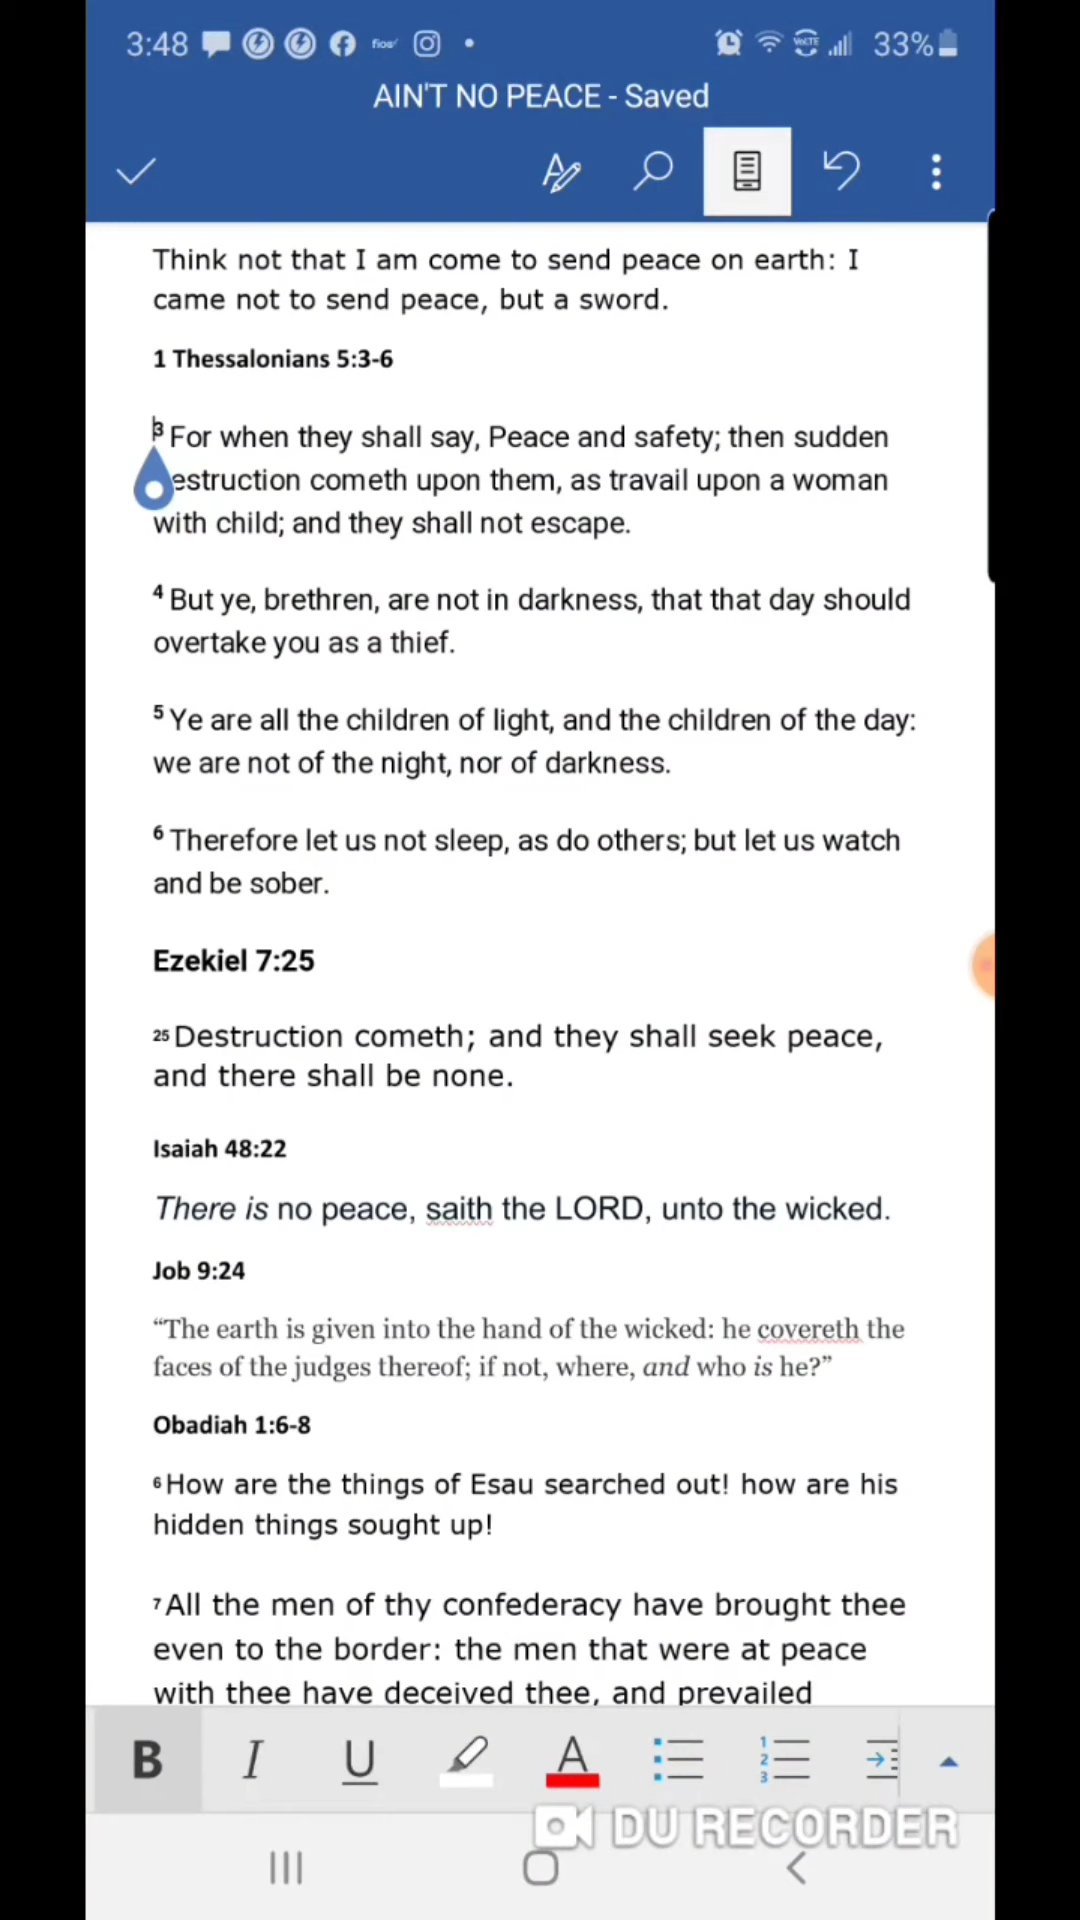 3:48 fios VoLTE 33%
AIN'T NO PEACE - Saved
Think not that I am come to send peace on earth: I
came not to send peace, but a sword.
1 Thessalonians 5:3-6
3 For when they shall say, Peace and safety; then sudden
estruction cometh upon them, as travail upon a woman
with child; and they shall not escape.
4 But ye, brethren, are not in darkness, that that day should
overtake you as a thief.
5 Ye are all the children of light, and the children of the day:
we are not of the night, nor of darkness.
6 Therefore let us not sleep, as do others; but let us watch
and be sober.
Ezekiel 7:25
25 Destruction cometh; and they shall seek peace,
and there shall be none.
Isaiah 48:22
There is no peace, saith the LORD, unto the wicked.
Job 9:24
“The earth is given into the hand of the wicked: he covereth the
faces of the judges thereof; if not, where, and who is he?”
Obadiah 1:6-8
6 How are the things of Esau searched out! how are his
hidden things sought up!
7 All the men of thy confederacy have brought thee
even to the border: the men that were at peace
with thee have deceived thee, and prevailed
B I U A 1 2 3
DU RECORDER